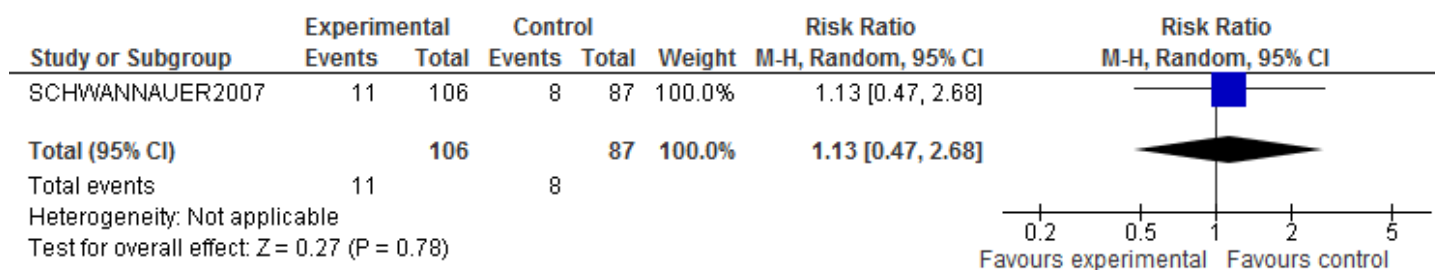 Experimental Control Risk Ratio Risk Ratio
Study or Subgroup Events Total Events Total Weight M-H, Random, 95% CI M-H, Random, 95% CI
SCHWANNAUER2007 11 106 8 87 100.0% 1.13 [0.47, 2.68]
Total (95% CI) 106 87 100.0% 1.13 [0.47, 2.68]
Total events 11 8
Heterogeneity: Not applicable
Test for overall effect: Z = 0.27 (P = 0.78)
0.2 0.5 1 2 5
Favours experimental Favours control